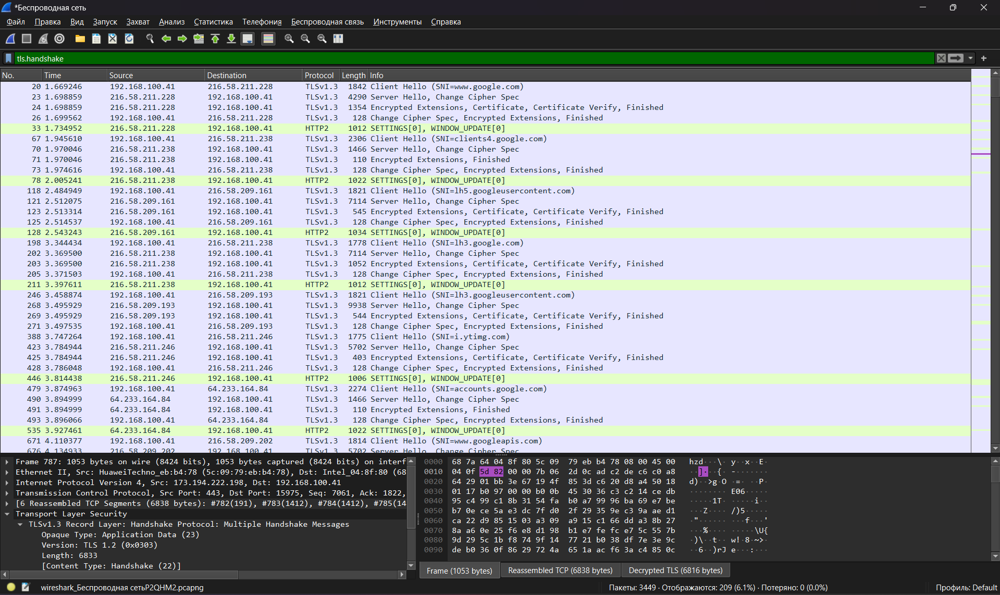 *Беспроводная сеть
Файл Правка Вид Запуск Захват Анализ Статистика Телефония Беспроводная связь Инструменты Справка
tls.handshake
No. Time Source Destination Protocol Length Info
20 1.669246 192.168.100.41 216.58.211.228 TLSv1.3 1842 Client Hello (SNI=www.google.com)
23 1.698859 216.58.211.228 192.168.100.41 TLSv1.3 4290 Server Hello, Change Cipher Spec
24 1.698859 216.58.211.228 192.168.100.41 TLSv1.3 1354 Encrypted Extensions, Certificate, Certificate Verify, Finished
26 1.699562 192.168.100.41 216.58.211.228 TLSv1.3 128 Change Cipher Spec, Encrypted Extensions, Finished
33 1.734952 216.58.211.228 192.168.100.41 HTTP2 1012 SETTINGS[0], WINDOW_UPDATE[0]
67 1.945610 192.168.100.41 216.58.211.238 TLSv1.3 2306 Client Hello (SNI=clients4.google.com)
70 1.970046 216.58.211.238 192.168.100.41 TLSv1.3 1466 Server Hello, Change Cipher Spec
71 1.970046 216.58.211.238 192.168.100.41 TLSv1.3 110 Encrypted Extensions, Finished
73 1.974616 192.168.100.41 216.58.211.238 TLSv1.3 128 Change Cipher Spec, Encrypted Extensions, Finished
78 2.005241 216.58.211.238 192.168.100.41 HTTP2 1022 SETTINGS[0], WINDOW_UPDATE[0]
118 2.484949 192.168.100.41 216.58.209.161 TLSv1.3 1821 Client Hello (SNI=lh5.googleusercontent.com)
121 2.512075 216.58.209.161 192.168.100.41 TLSv1.3 7114 Server Hello, Change Cipher Spec
123 2.513314 216.58.209.161 192.168.100.41 TLSv1.3 545 Encrypted Extensions, Certificate, Certificate Verify, Finished
125 2.514537 192.168.100.41 216.58.209.161 TLSv1.3 128 Change Cipher Spec, Encrypted Extensions, Finished
128 2.543243 216.58.209.161 192.168.100.41 HTTP2 1034 SETTINGS[0], WINDOW_UPDATE[0]
198 3.344434 192.168.100.41 216.58.211.238 TLSv1.3 1778 Client Hello (SNI=lh3.google.com)
202 3.369500 216.58.211.238 192.168.100.41 TLSv1.3 7114 Server Hello, Change Cipher Spec
203 3.369500 216.58.211.238 192.168.100.41 TLSv1.3 1052 Encrypted Extensions, Certificate, Certificate Verify, Finished
205 3.371503 192.168.100.41 216.58.211.238 TLSv1.3 128 Change Cipher Spec, Encrypted Extensions, Finished
211 3.397611 216.58.211.238 192.168.100.41 HTTP2 1012 SETTINGS[0], WINDOW_UPDATE[0]
246 3.458874 192.168.100.41 216.58.209.193 TLSv1.3 1821 Client Hello (SNI=lh3.googleusercontent.com)
268 3.495929 216.58.209.193 192.168.100.41 TLSv1.3 9938 Server Hello, Change Cipher Spec
269 3.495929 216.58.209.193 192.168.100.41 TLSv1.3 544 Encrypted Extensions, Certificate, Certificate Verify, Finished
271 3.497535 192.168.100.41 216.58.209.193 TLSv1.3 128 Change Cipher Spec, Encrypted Extensions, Finished
388 3.747264 192.168.100.41 216.58.211.246 TLSv1.3 1775 Client Hello (SNI=i.ytimg.com)
423 3.784944 216.58.211.246 192.168.100.41 TLSv1.3 5702 Server Hello, Change Cipher Spec
425 3.784944 216.58.211.246 192.168.100.41 TLSv1.3 403 Encrypted Extensions, Certificate, Certificate Verify, Finished
428 3.786048 192.168.100.41 216.58.211.246 TLSv1.3 128 Change Cipher Spec, Encrypted Extensions, Finished
446 3.814438 216.58.211.246 192.168.100.41 HTTP2 1006 SETTINGS[0], WINDOW_UPDATE[0]
479 3.874963 192.168.100.41 64.233.164.84 TLSv1.3 2274 Client Hello (SNI=accounts.google.com)
490 3.894999 64.233.164.84 192.168.100.41 TLSv1.3 1466 Server Hello, Change Cipher Spec
491 3.894999 64.233.164.84 192.168.100.41 TLSv1.3 110 Encrypted Extensions, Finished
493 3.896066 192.168.100.41 64.233.164.84 TLSv1.3 128 Change Cipher Spec, Encrypted Extensions, Finished
535 3.927461 64.233.164.84 192.168.100.41 HTTP2 1022 SETTINGS[0], WINDOW_UPDATE[0]
671 4.110377 192.168.100.41 216.58.209.202 TLSv1.3 1814 Client Hello (SNI=www.googleapis.com)
676 4.134933 216.58.209.202 192.168.100.41 TLSv1.3 5702 Server Hello, Change Cipher Spec
Frame 787: 1053 bytes on wire (8424 bits), 1053 bytes captured (8424 bits) on interf
Ethernet II, Src: HuaweiTechno_eb:b4:78 (5c:09:79:eb:b4:78), Dst: Intel_04:8f:80 (68
Internet Protocol Version 4, Src: 173.194.222.198, Dst: 192.168.100.41
Transmission Control Protocol, Src Port: 443, Dst Port: 15975, Seq: 7061, Ack: 1822,
[6 Reassembled TCP Segments (6838 bytes): #782(191), #783(1412), #784(1412), #785(14
Transport Layer Security
TLSv1.3 Record Layer: Handshake Protocol: Multiple Handshake Messages
Opaque Type: Application Data (23)
Version: TLS 1.2 (0x0303)
Length: 6833
[Content Type: Handshake (22)]
0000 68 7a 64 04 8f 80 5c 09 79 eb b4 78 08 00 45 00 hzd···\· y··x··E·
0010 04 0f 5d 82 00 00 7b 06 2d 0c ad c2 de c6 c0 a8 ··]···{· -·······
0020 64 29 01 bb 3e 67 19 4f 85 3d c6 20 d8 a4 50 18 d)··>g·O ·=· ··P·
0030 01 17 b0 97 00 00 b0 0b 45 30 36 c3 c2 14 ce db ········ E06·····
0040 95 c4 99 c1 8b 31 54 fa b0 a7 99 96 ba 69 e7 be ·····1T· ·····i··
0050 b7 0e ce 5a e3 dc 7f d0 2f 29 35 9e c3 9a ae d1 ···Z···· /)5·····
0060 ca 22 d9 85 15 03 a3 09 a9 15 c1 66 dd a3 8b 27 ·"······ ···f···'
0070 8a a6 0e 25 f6 e8 d1 98 b1 e7 fe fc e7 5c 55 7b ···%···· ·····\U{
0080 9d 29 5c 1b f8 74 9f 14 77 21 b0 38 df 7e 3e 9c ·)\··t·· w!·8·~>·
0090 de b0 36 0f 86 29 72 4a 65 1a ac f6 3a c4 85 0c ··6··)rJ e···:···
Frame (1053 bytes) Reassembled TCP (6838 bytes) Decrypted TLS (6816 bytes)
wireshark_Беспроводная сетьP2QHM2.pcapng Пакеты: 3449 · Отображаются: 209 (6.1%) · Потеряно: 0 (0.0%) Профиль: Default